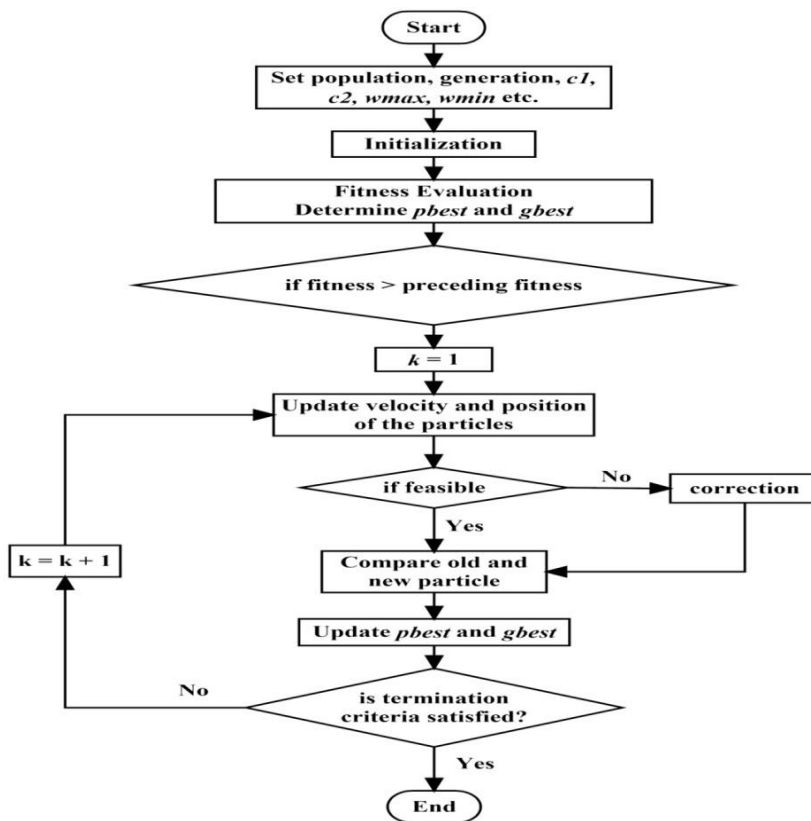 Start
Set population, generation, c1,
c2, wmax, wmin etc.
Initialization
Fitness Evaluation
Determine pbest and gbest
if fitness > preceding fitness
k = 1
Update velocity and position
of the particles
if feasible
No
correction
Yes
k = k + 1
Compare old and
new particle
Update pbest and gbest
No
is termination
criteria satisfied?
Yes
End